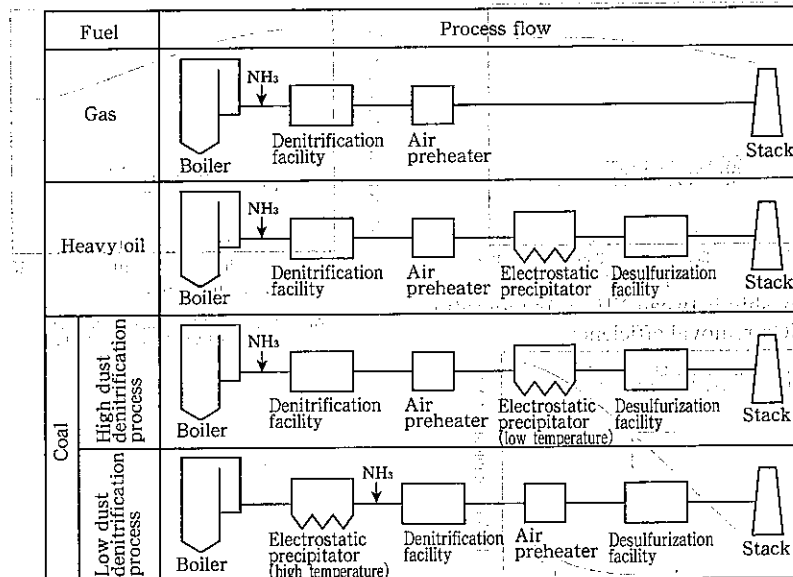 Fuel
Process flow
Gas
NH₃
Boiler
Denitrification
facility
Air
preheater
Stack
Heavy oil
NH₃
Boiler
Denitrification
facility
Air
preheater
Electrostatic
precipitator
Desulfurization
facility
Stack
Coal
High dust
denitrification
process
NH₃
Boiler
Denitrification
facility
Air
preheater
Electrostatic
precipitator
(low temperature)
Desulfurization
facility
Stack
Low dust
denitrification
process
Boiler
Electrostatic
precipitator
(high temperature)
NH₃
Denitrification
facility
Air
preheater
Desulfurization
facility
Stack